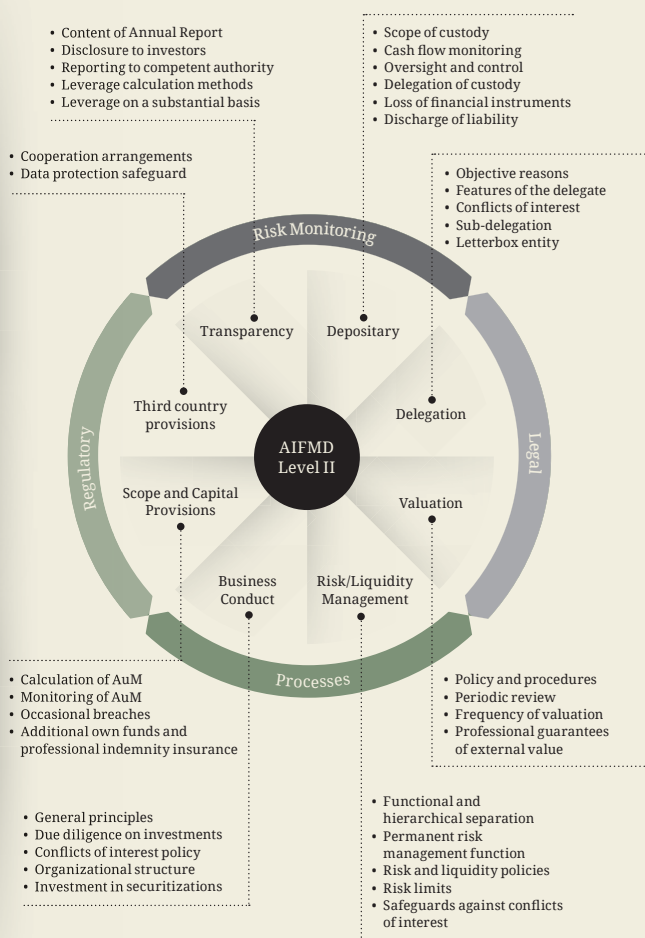 • Content of Annual Report
• Disclosure to investors
• Reporting to competent authority
• Leverage calculation methods
• Leverage on a substantial basis
• Scope of custody
• Cash flow monitoring
• Oversight and control
• Delegation of custody
• Loss of financial instruments
• Discharge of liability
• Cooperation arrangements
• Data protection safeguard
• Objective reasons
• Features of the delegate
• Conflicts of interest
• Sub-delegation
• Letterbox entity
Risk Monitoring
Transparency
Depositary
Third country
provisions
Delegation
AIFMD
Level II
Regulatory
Legal
Scope and Capital
Provisions
Valuation
Business
Conduct
Risk/Liquidity
Management
Processes
• Calculation of AuM
• Monitoring of AuM
• Occasional breaches
• Additional own funds and
professional indemnity insurance
• Policy and procedures
• Periodic review
• Frequency of valuation
• Professional guarantees
of external value
• General principles
• Due diligence on investments
• Conflicts of interest policy
• Organizational structure
• Investment in securitizations
• Functional and
hierarchical separation
• Permanent risk
management function
• Risk and liquidity policies
• Risk limits
• Safeguards against conflicts
of interest